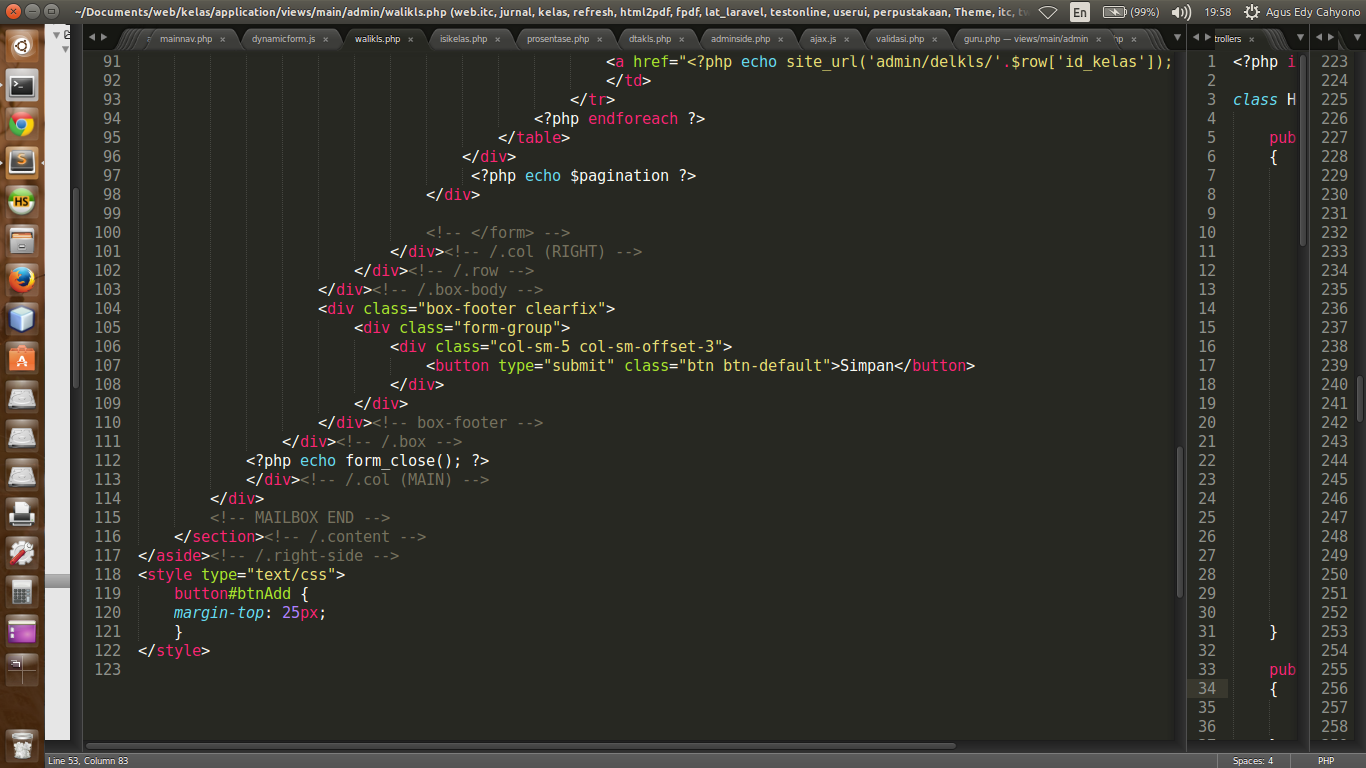 ~/Documents/web/kelas/application/views/main/admin/walikls.php (web.itc, jurnal, kelas, refresh, html2pdf, fpdf, lat_laravel, testonline, userui, perpustakaan, Theme, itc, tw
En (99%) 19:58 Agus Edy Cahyono
mainnav.php × dynamicform.js × walikls.php × isikelas.php × prosentase.php × dtakls.php × adminside.php × ajax.js × validasi.php × guru.php — views/main/admin × hp × trollers ×
91 <a href="<?php echo site_url('admin/delkls/'.$row['id_kelas']);
92 </td>
93 </tr>
94 <?php endforeach ?>
95 </table>
96 </div>
97 <?php echo $pagination ?>
98 </div>
99
100 <!-- </form> -->
101 </div><!-- /.col (RIGHT) -->
102 </div><!-- /.row -->
103 </div><!-- /.box-body -->
104 <div class="box-footer clearfix">
105 <div class="form-group">
106 <div class="col-sm-5 col-sm-offset-3">
107 <button type="submit" class="btn btn-default">Simpan</button>
108 </div>
109 </div>
110 </div><!-- box-footer -->
111 </div><!-- /.box -->
112 <?php echo form_close(); ?>
113 </div><!-- /.col (MAIN) -->
114 </div>
115 <!-- MAILBOX END -->
116 </section><!-- /.content -->
117 </aside><!-- /.right-side -->
118 <style type="text/css">
119 button#btnAdd {
120 margin-top: 25px;
121 }
122 </style>
123
1 <?php i
2
3 class H
4
5 pub
6 {
7
8
9
10
11
12
13
14
15
16
17
18
19
20
21
22
23
24
25
26
27
28
29
30
31 }
32
33 pub
34 {
35
36
223
224
225
226
227
228
229
230
231
232
233
234
235
236
237
238
239
240
241
242
243
244
245
246
247
248
249
250
251
252
253
254
255
256
257
258
Line 53, Column 83 Spaces: 4 PHP